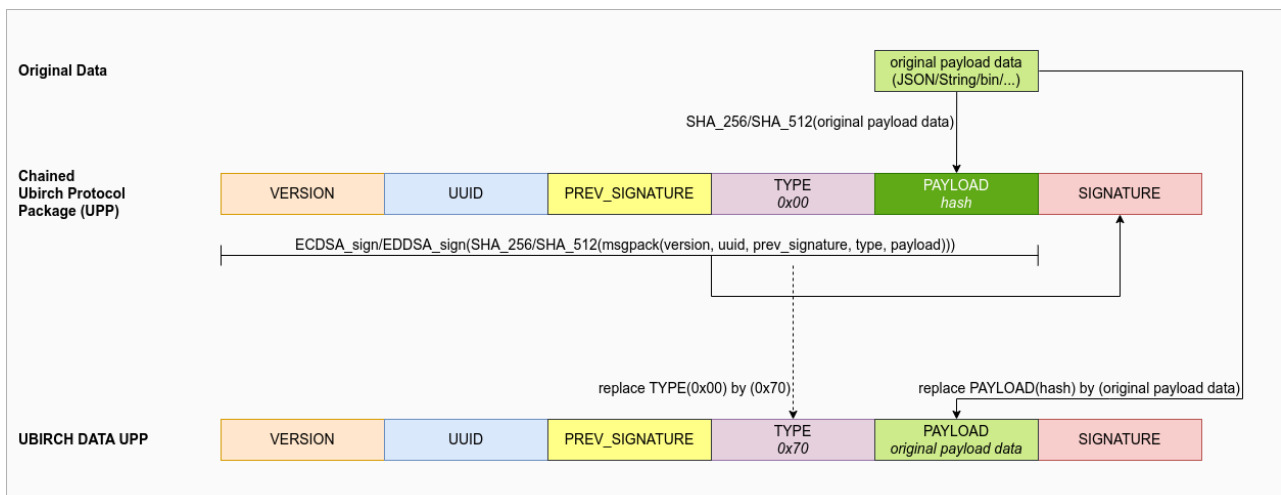 Original Data
original payload data
(JSON/String/bin/...)
SHA_256/SHA_512(original payload data)
Chained
Ubirch Protocol
Package (UPP)
VERSION
UUID
PREV_SIGNATURE
TYPE
0x00
PAYLOAD
hash
SIGNATURE
ECDSA_sign/EDDSA_sign(SHA_256/SHA_512(msgpack(version, uuid, prev_signature, type, payload)))
replace TYPE(0x00) by (0x70)
replace PAYLOAD(hash) by (original payload data)
UBIRCH DATA UPP
VERSION
UUID
PREV_SIGNATURE
TYPE
0x70
PAYLOAD
original payload data
SIGNATURE